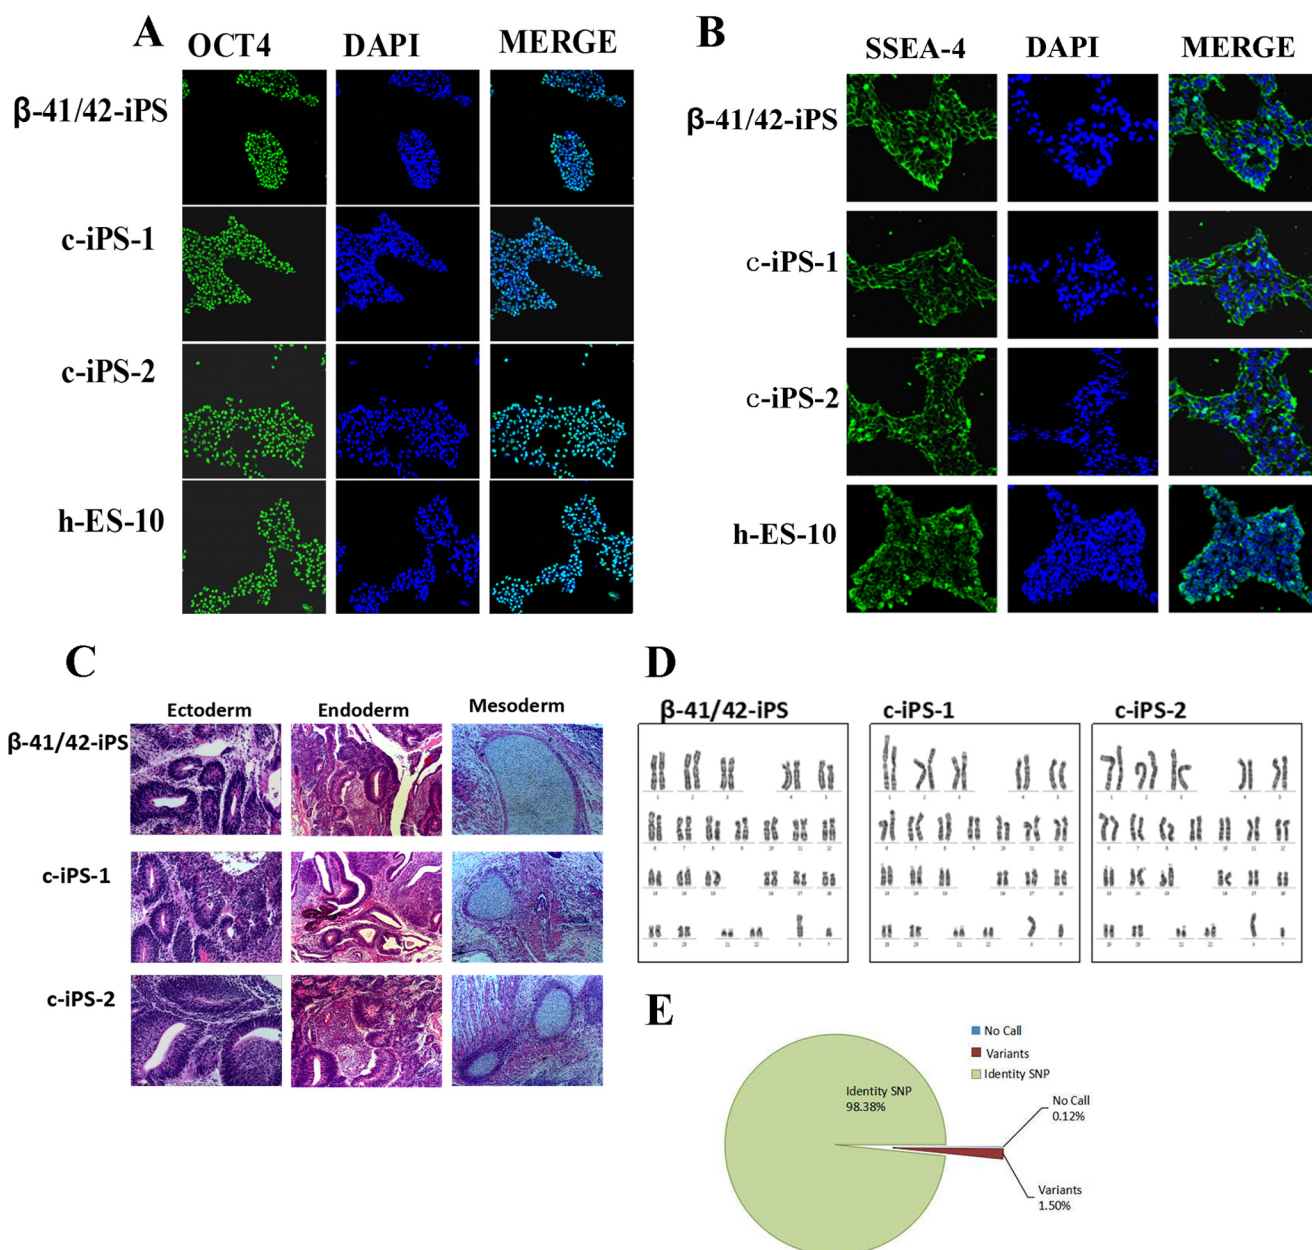 A
OCT4 DAPI MERGE
β-41/42-iPS
c-iPS-1
c-iPS-2
h-ES-10
B
SSEA-4 DAPI MERGE
β-41/42-iPS
c-iPS-1
c-iPS-2
h-ES-10
C
Ectoderm Endoderm Mesoderm
β-41/42-iPS
c-iPS-1
c-iPS-2
D
β-41/42-iPS c-iPS-1 c-iPS-2
E
No Call
Variants
Identity SNP
Identity SNP
98.38%
No Call
0.12%
Variants
1.50%